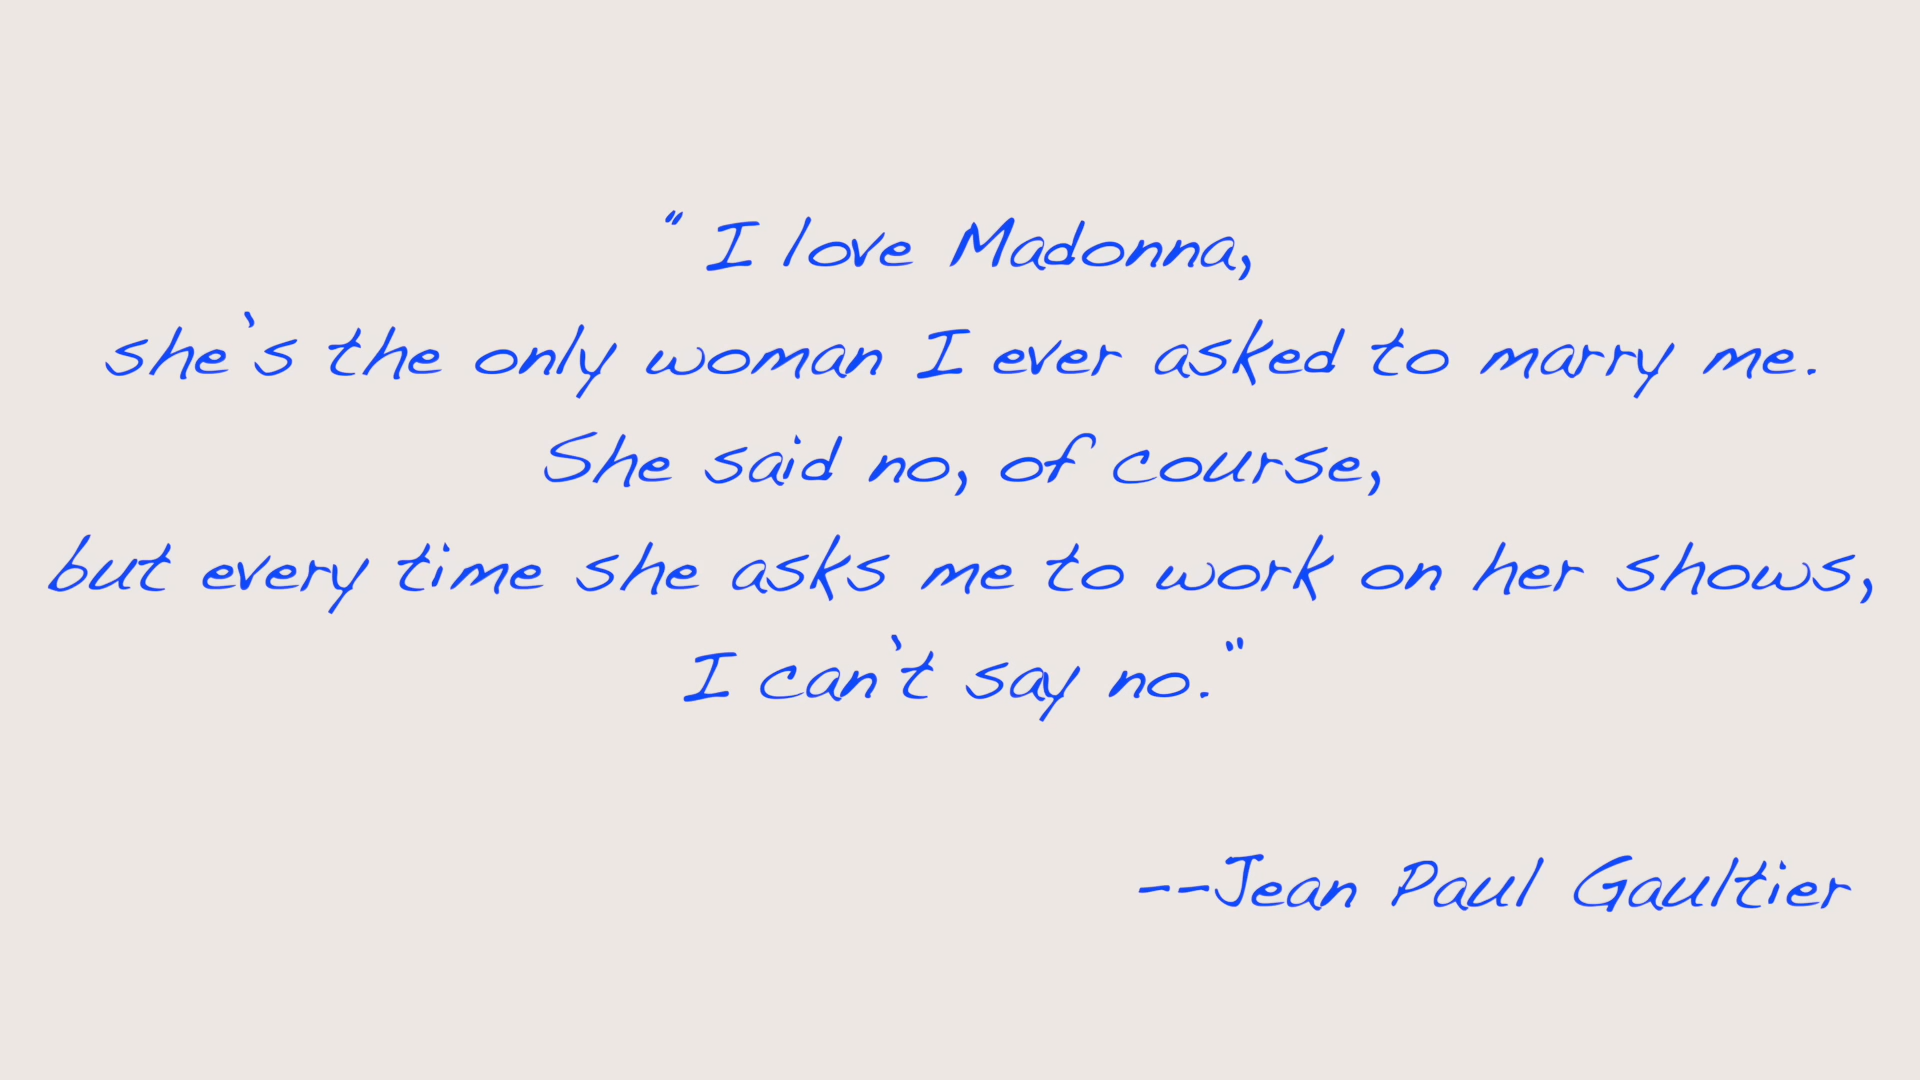 " I love Madonna,
she's the only woman I ever asked to marry me.
She said no, of course,
but every time she asks me to work on her shows,
I can't say no."
--Jean Paul Gaultier